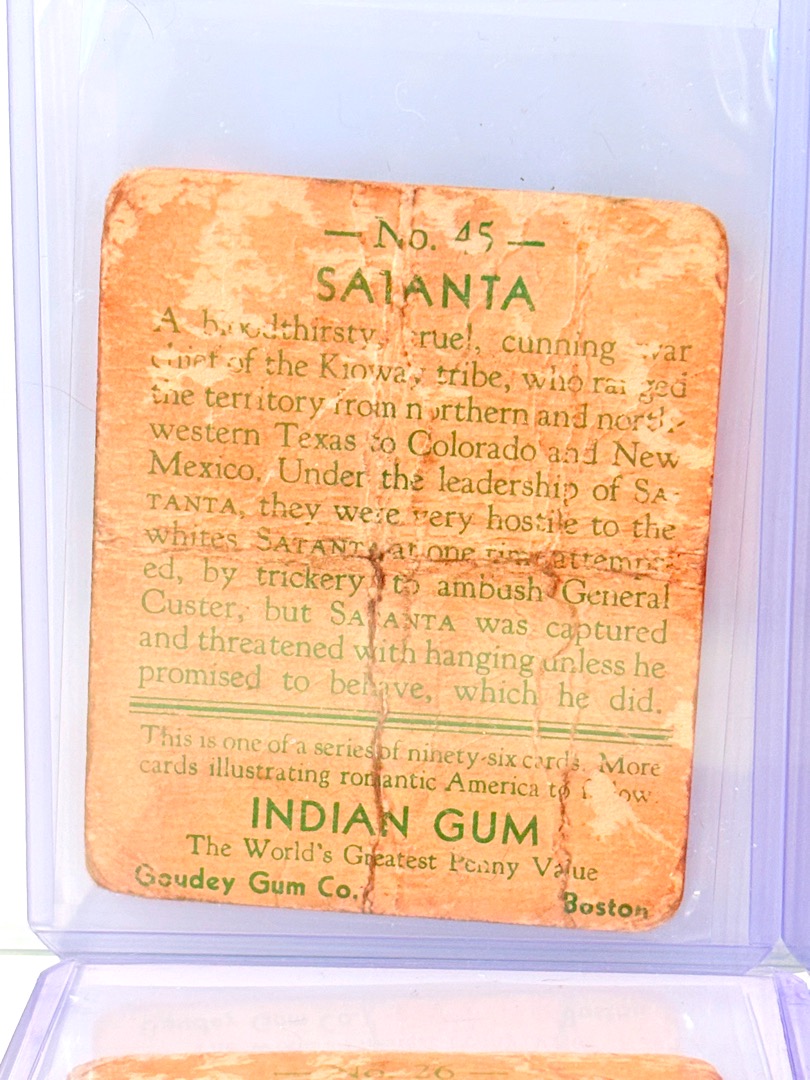 — No. 45 —
SATANTA
A bloodthirsty, cruel, cunning war
chief of the Kiowa, tribe, who ranged
the territory from northern and north-
western Texas to Colorado and New
Mexico. Under the leadership of SA-
TANTA, they were very hostile to the
whites. SATANTA at one time attempt-
ed, by trickery, to ambush General
Custer, but SATANTA was captured
and threatened with hanging unless he
promised to behave, which he did.
This is one of a series of ninety-six cards. More
cards illustrating romantic America to follow.
INDIAN GUM
The World's Greatest Penny Value
Goudey Gum Co. Boston
No. 26